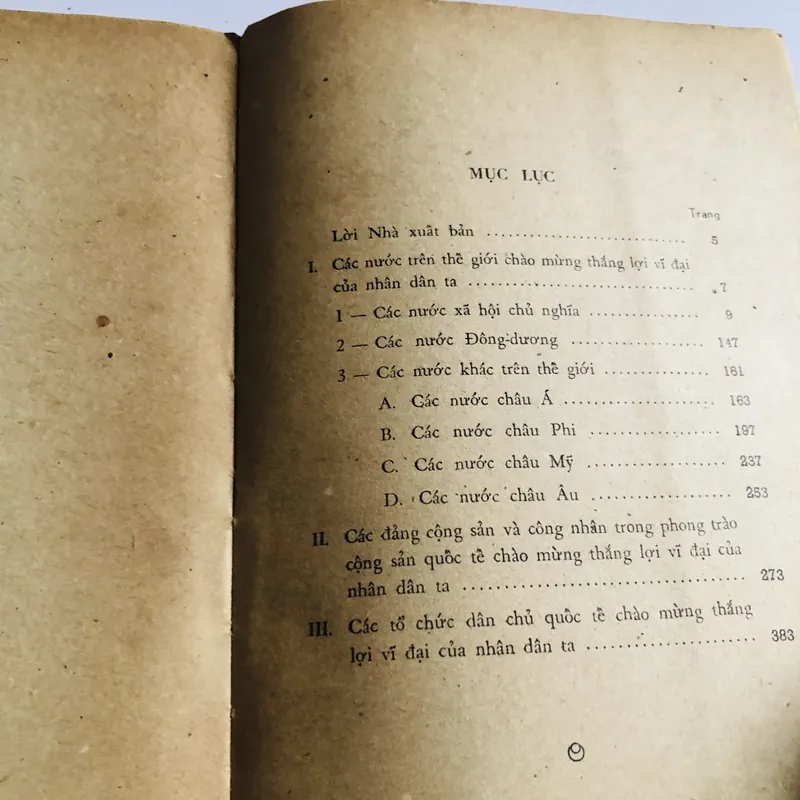 MỤC LỤC
Trang
Lời Nhà xuất bản .......................... 5
I. Các nước trên thế giới chào mừng thắng lợi vĩ đại
của nhân dân ta .............................. 7
1 — Các nước xã hội chủ nghĩa ................ 9
2 — Các nước Đông-dương .................. 147
3 — Các nước khác trên thế giới ............... 161
A. Các nước châu Á .................... 163
B. Các nước châu Phi ................. 197
C. Các nước châu Mỹ .................. 237
D. Các nước châu Âu .................. 253
II. Các đảng cộng sản và công nhân trong phong trào
cộng sản quốc tế chào mừng thắng lợi vĩ đại của
nhân dân ta ..................................... 273
III. Các tổ chức dân chủ quốc tế chào mừng thắng
lợi vĩ đại của nhân dân ta ...................... 383